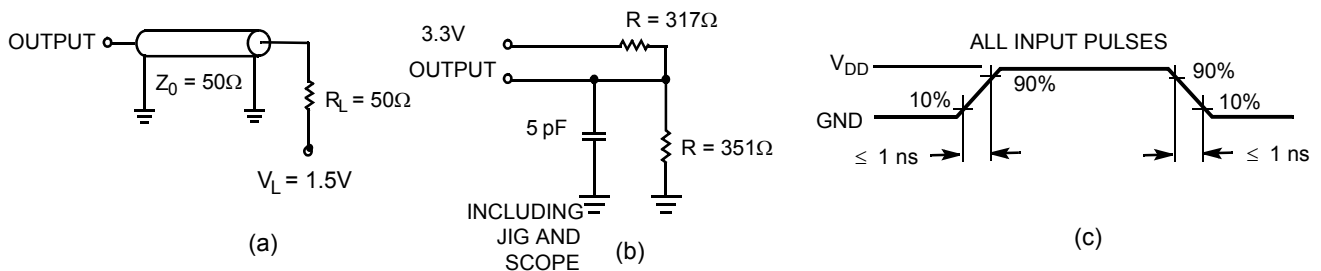 OUTPUT
Z0 = 50Ω
RL = 50Ω
VL = 1.5V
(a)
R = 317Ω
3.3V
OUTPUT
5 pF
R = 351Ω
INCLUDING
JIG AND
SCOPE
(b)
ALL INPUT PULSES
VDD
90%
90%
10%
10%
GND
≤ 1 ns
≤ 1 ns
(c)